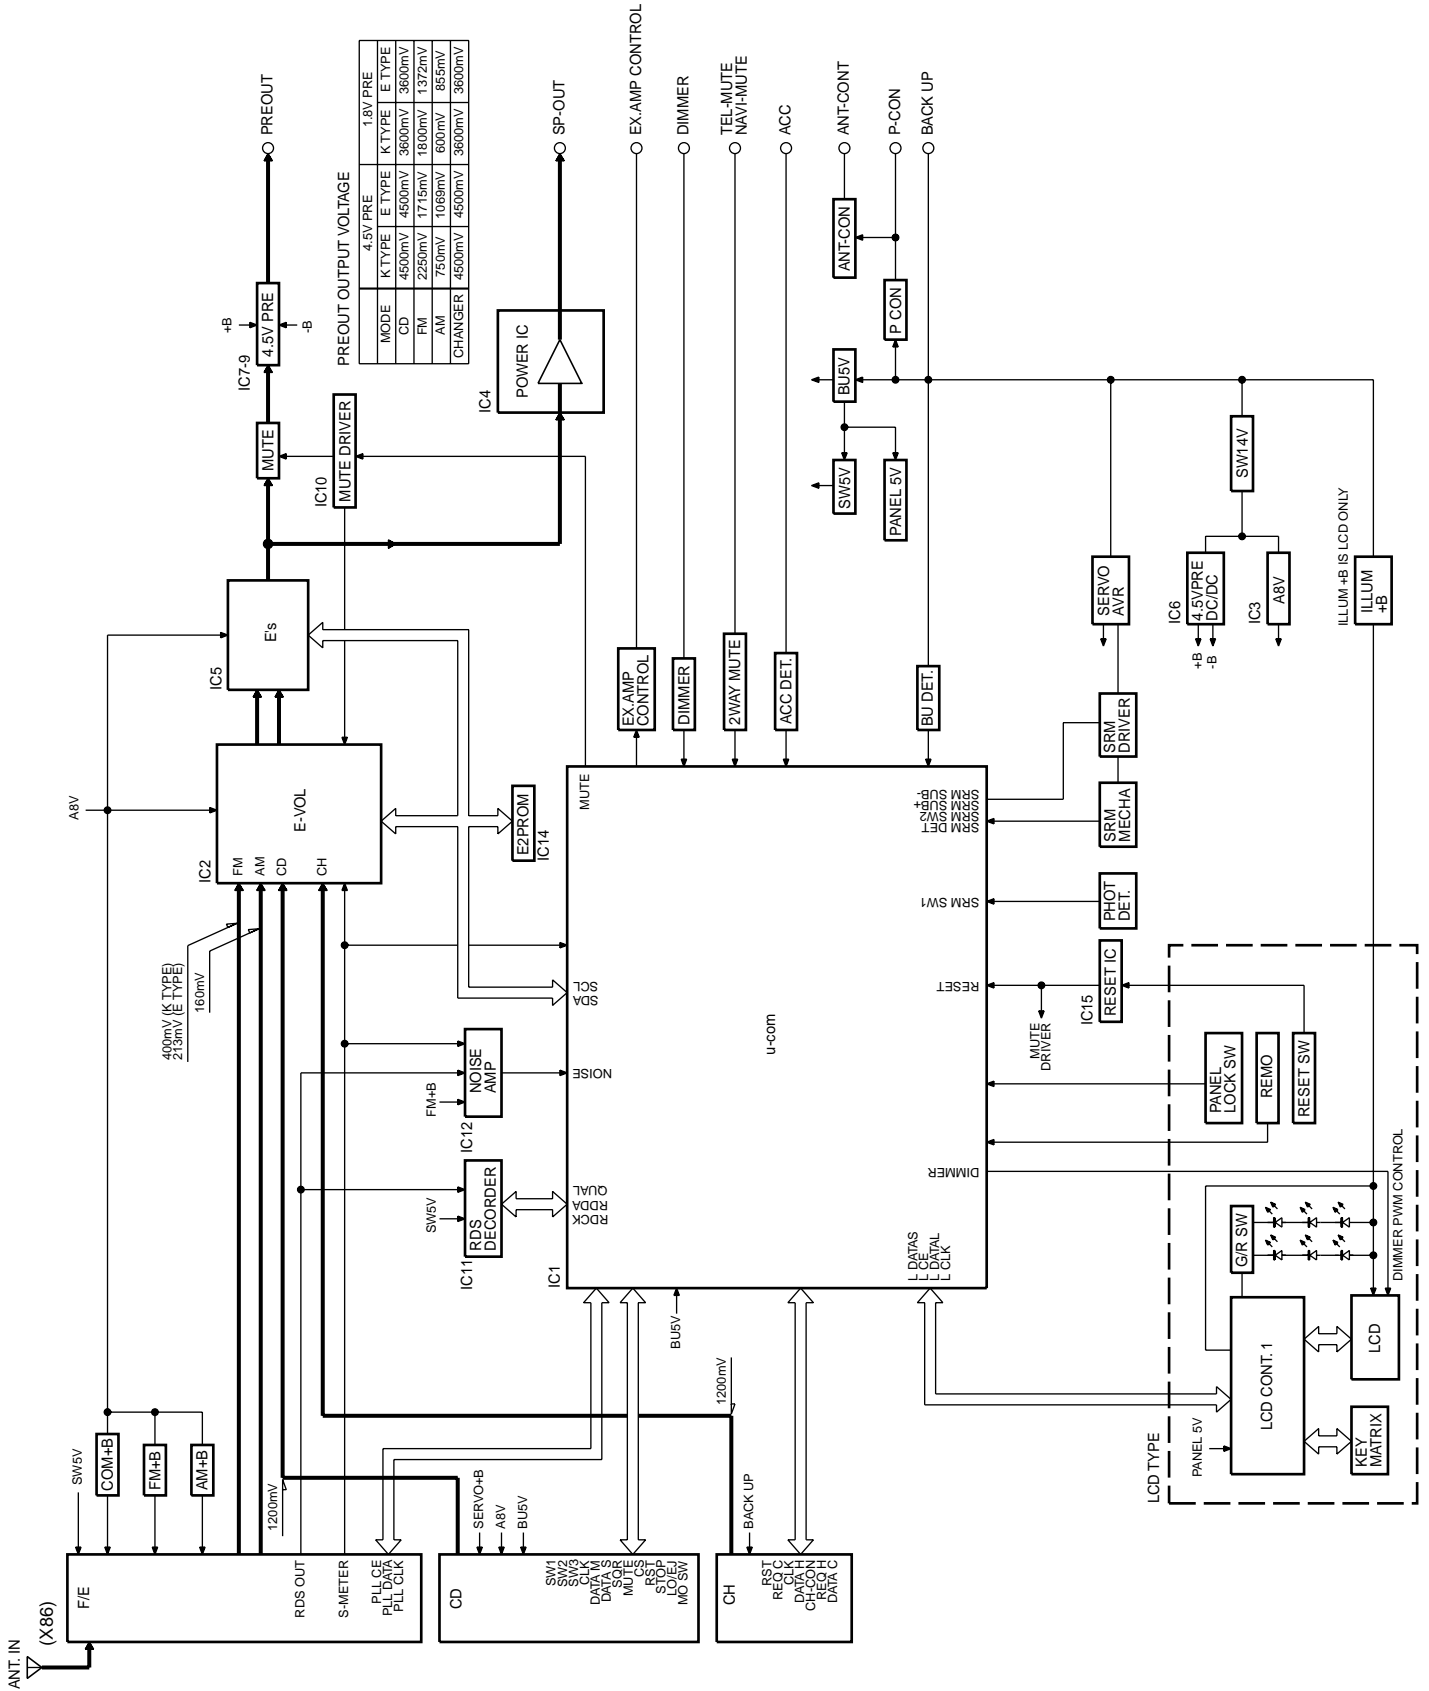 ANT. IN
(X86)
F/E
RDS OUT
S-METER
PLL CE
PLL DATA
PLL CLK
SW5V
COM+B
FM+B
AM+B
1200mV
CD
SERVO+B
A8V
BU5V
SW1
SW2
SW3
CLK
DATA M
DATA S
SQR
MUTE
CS
RST
STOP
LO/EJ
MO SW
CH
BACK UP
RST
REQ C
CLK
DATA H
CH-CON
REQ H
DATA C
1200mV
A8V
IC2
E-VOL
FM
AM
CD
CH
400mV (K TYPE)
213mV (E TYPE)
160mV
IC5
E's
MUTE
IC7-9
4.5V PRE
+B
-B
PREOUT
IC10
MUTE DRIVER
PREOUT OUTPUT VOLTAGE
4.5V PRE 1.8V PRE
MODE K TYPE E TYPE K TYPE E TYPE
CD 4500mV 4500mV 3600mV 3600mV
FM 2250mV 1715mV 1800mV 1372mV
AM 750mV 1069mV 600mV 855mV
CHANGER 4500mV 4500mV 3600mV 3600mV
IC4
POWER IC
SP-OUT
E2PROM
IC14
IC12
NOISE
AMP
FM+B
IC11
RDS
DECORDER
SW5V
IC1
u-com
MUTE
SCL
SDA
NOISE
QUAL
RDDA
RDCK
BU5V
L DATAS
L CE
L DATAL
L CLK
DIMMER
RESET
SRM SW1
SRM DET
SRM SW2
SRM SUB+
SRM SUB-
EX.AMP
CONTROL
EX.AMP CONTROL
DIMMER
DIMMER
2WAY MUTE
TEL-MUTE
NAVI-MUTE
ACC DET.
ACC
BU DET.
ANT-CON
ANT-CONT
P CON
P-CON
BACK UP
BU5V
SW5V
PANEL 5V
SERVO
AVR
SRM
DRIVER
SRM
MECHA
PHOT
DET.
IC15
RESET IC
MUTE
DRIVER
SW14V
IC6
4.5VPRE
DC/DC
+B
-B
IC3
A8V
ILLUM +B IS LCD ONLY
ILLUM
+B
PANEL
LOCK SW
REMO
RESET SW
DIMMER PWM CONTROL
G/R SW
LCD TYPE
PANEL 5V
LCD CONT. 1
LCD
KEY
MATRIX